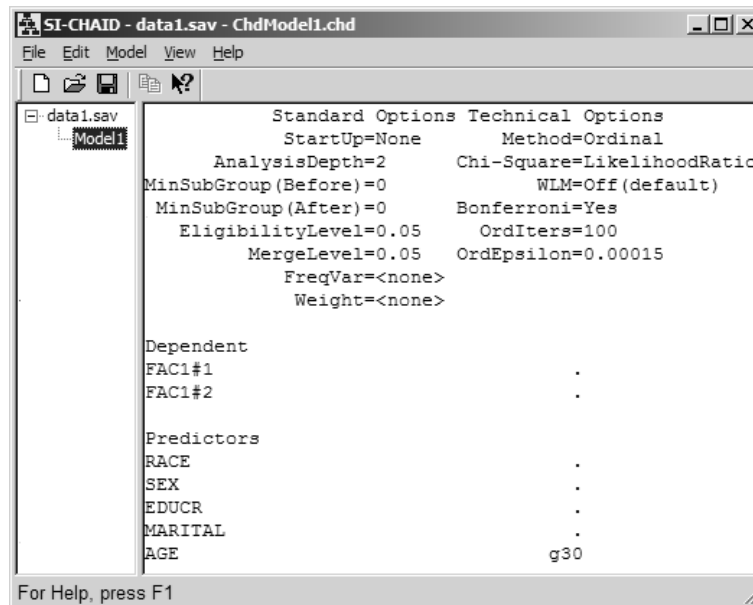 SI-CHAID - data1.sav - ChdModel1.chd
File Edit Model View Help
data1.sav
Model1
Standard Options Technical Options
StartUp=None Method=Ordinal
AnalysisDepth=2 Chi-Square=LikelihoodRatio
MinSubGroup(Before)=0 WLM=Off(default)
MinSubGroup(After)=0 Bonferroni=Yes
EligibilityLevel=0.05 OrdIters=100
MergeLevel=0.05 OrdEpsilon=0.00015
FreqVar=<none>
Weight=<none>
Dependent
FAC1#1 .
FAC1#2 .
Predictors
RACE .
SEX .
EDUCR .
MARITAL .
AGE g30
For Help, press F1